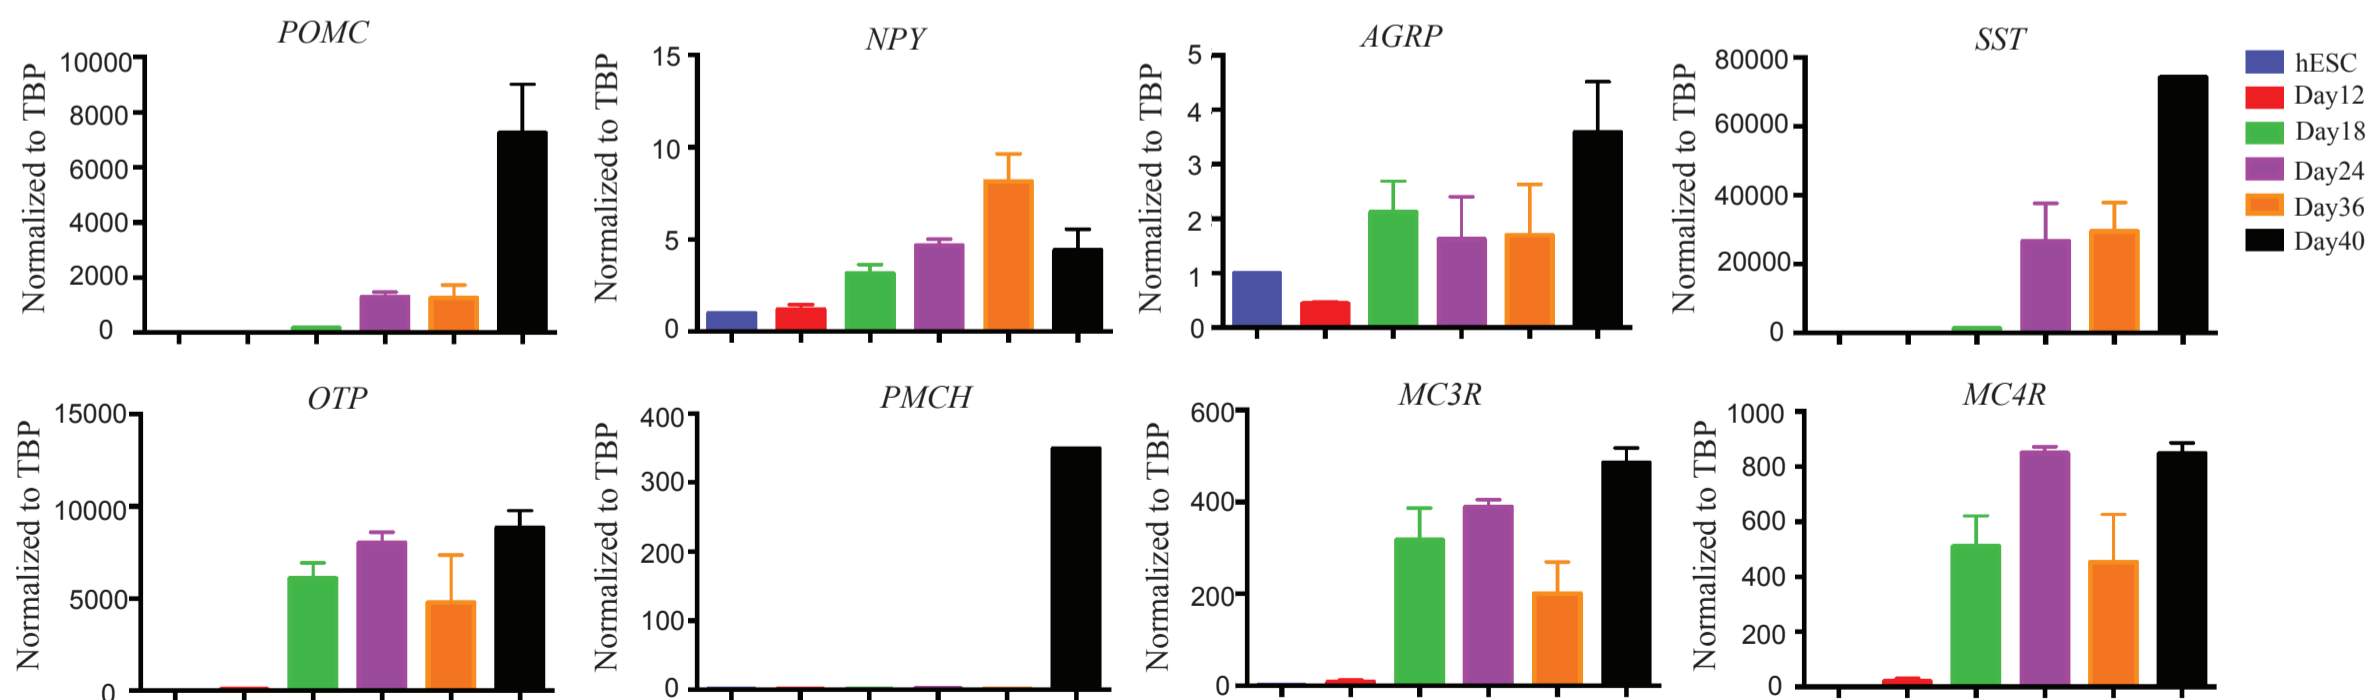 POMC
Normalized to TBP
10000
8000
6000
4000
2000
0
NPY
Normalized to TBP
15
10
5
0
AGRP
Normalized to TBP
5
4
3
2
1
0
SST
Normalized to TBP
80000
60000
40000
20000
0
hESC
Day12
Day18
Day24
Day36
Day40
OTP
Normalized to TBP
15000
10000
5000
0
PMCH
Normalized to TBP
400
300
200
100
0
MC3R
Normalized to TBP
600
400
200
0
MC4R
Normalized to TBP
1000
800
600
400
200
0